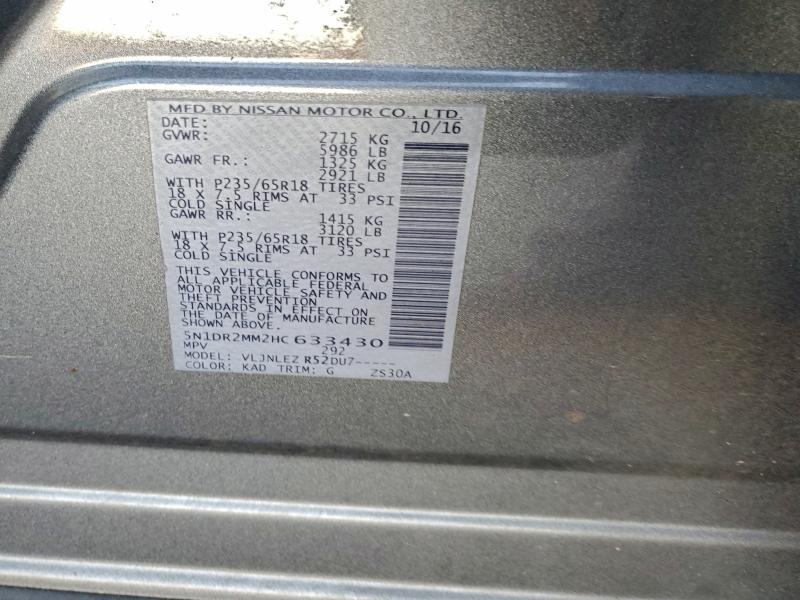 MFD BY NISSAN MOTOR CO., LTD.
DATE: 10/16
GVWR: 2715 KG
5986 LB
GAWR FR.: 1325 KG
2921 LB
WITH P235/65R18 TIRES
18 X 7.5 RIMS AT 33 PSI
COLD SINGLE
GAWR RR.: 1415 KG
3120 LB
WITH P235/65R18 TIRES
18 X 7.5 RIMS AT 33 PSI
COLD SINGLE
THIS VEHICLE CONFORMS TO
ALL APPLICABLE FEDERAL
MOTOR VEHICLE SAFETY AND
THEFT PREVENTION
STANDARDS IN EFFECT ON
THE DATE OF MANUFACTURE
SHOWN ABOVE.
5N1DR2MM2HC633430
MPV 292
MODEL: VLJNLEZ R52DU7-----
COLOR: KAD TRIM: G ZS30A